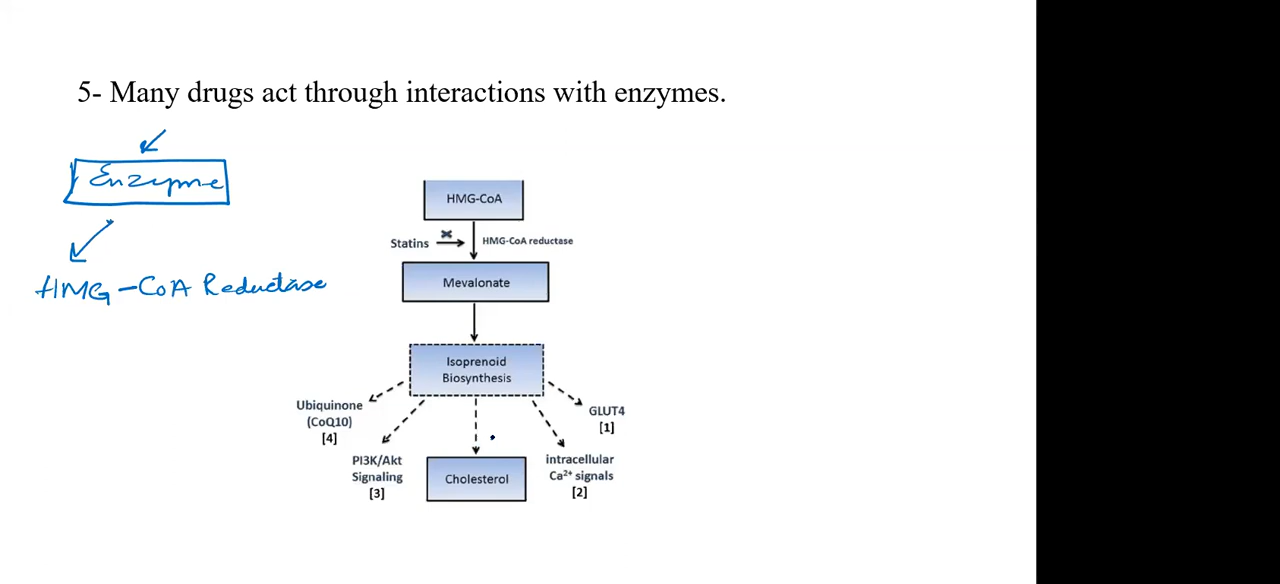 5- Many drugs act through interactions with enzymes.
Enzyme
HMG-CoA Reductase
HMG-CoA
Statins
HMG-CoA reductase
Mevalonate
Isoprenoid
Biosynthesis
Ubiquinone
(CoQ10)
[4]
PI3K/Akt
Signaling
[3]
Cholesterol
intracellular
Ca²⁺ signals
[2]
GLUT4
[1]